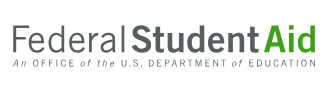 Federal Student Aid
An OFFICE of the U.S. DEPARTMENT of EDUCATION